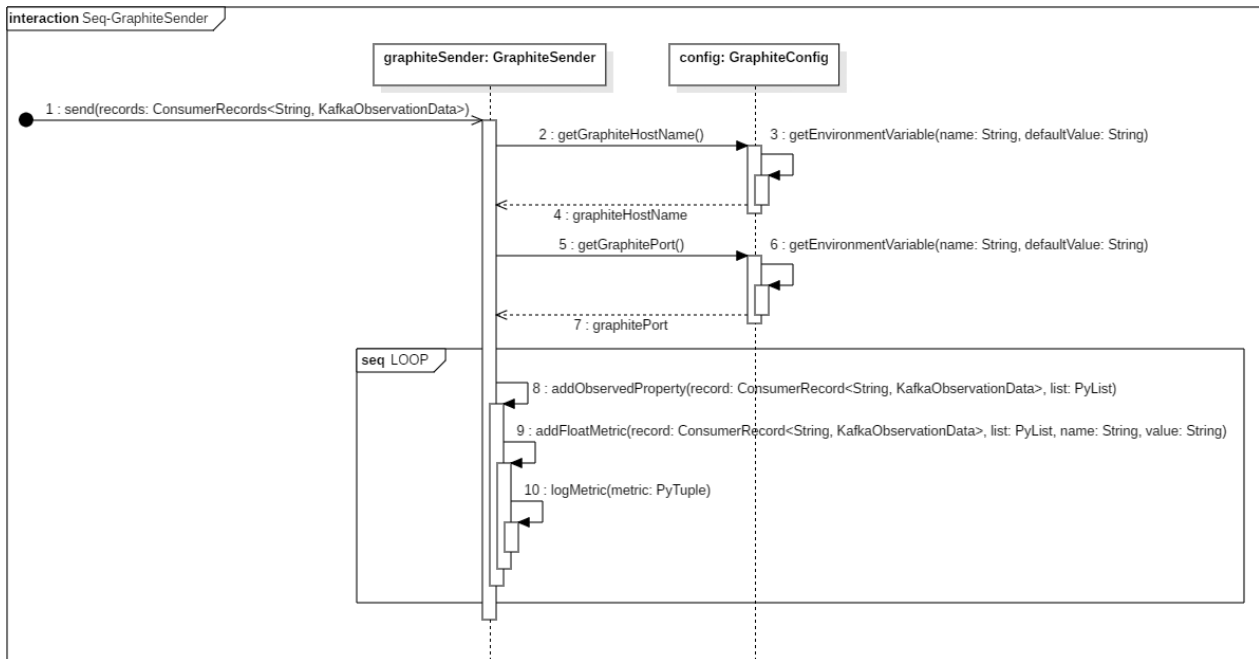 interaction Seq-GraphiteSender
graphiteSender: GraphiteSender
config: GraphiteConfig
1 : send(records: ConsumerRecords<String, KafkaObservationData>)
2 : getGraphiteHostName()
3 : getEnvironmentVariable(name: String, defaultValue: String)
4 : graphiteHostName
5 : getGraphitePort()
6 : getEnvironmentVariable(name: String, defaultValue: String)
7 : graphitePort
seq LOOP
8 : addObservedProperty(record: ConsumerRecord<String, KafkaObservationData>, list: PyList)
9 : addFloatMetric(record: ConsumerRecord<String, KafkaObservationData>, list: PyList, name: String, value: String)
10 : logMetric(metric: PyTuple)